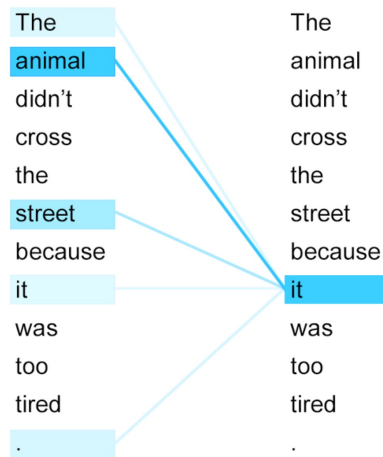 The
animal
didn't
cross
the
street
because
it
was
too
tired
.
The
animal
didn't
cross
the
street
because
it
was
too
tired
.